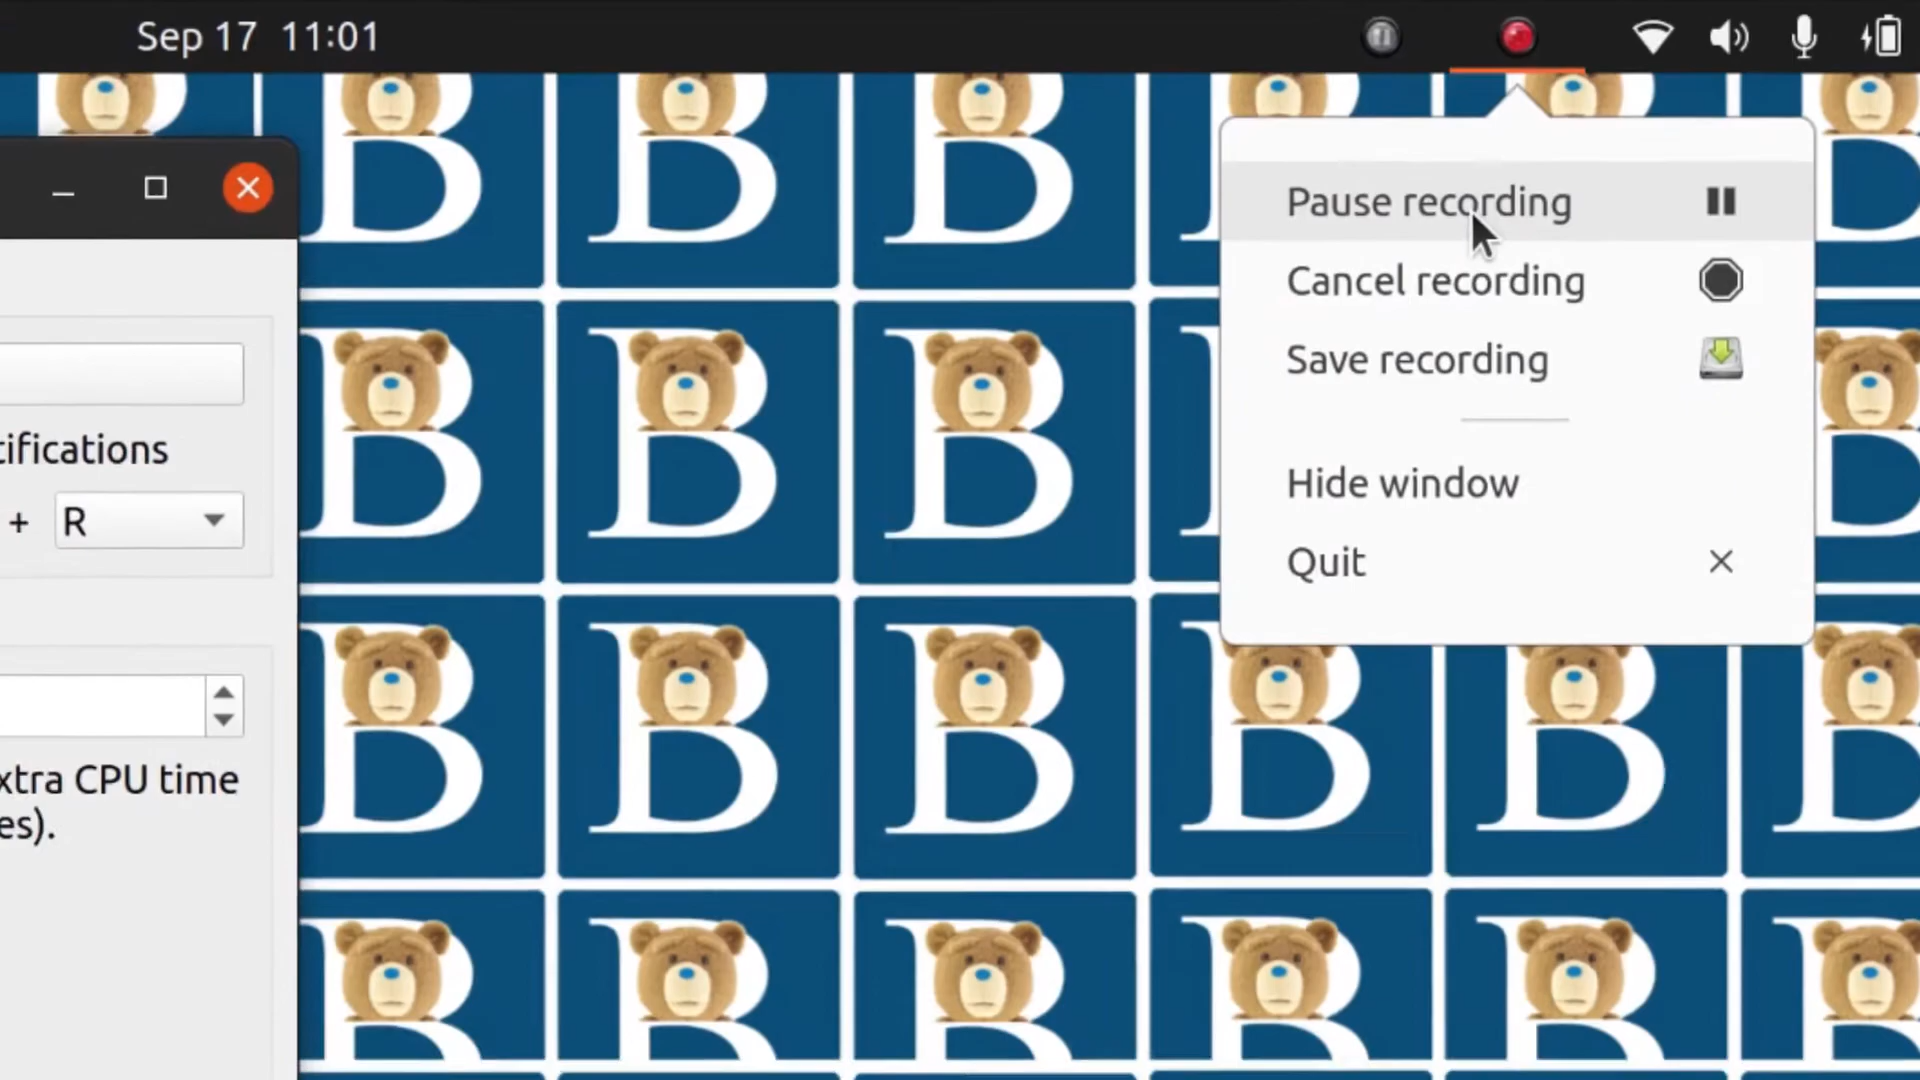 Sep 17 11:01
Pause recording
Cancel recording
Save recording
Hide window
Quit
tifications
+ R
xtra CPU time
es).
B B B B B B
B B B B B B
B B B B B B
B B B B B B